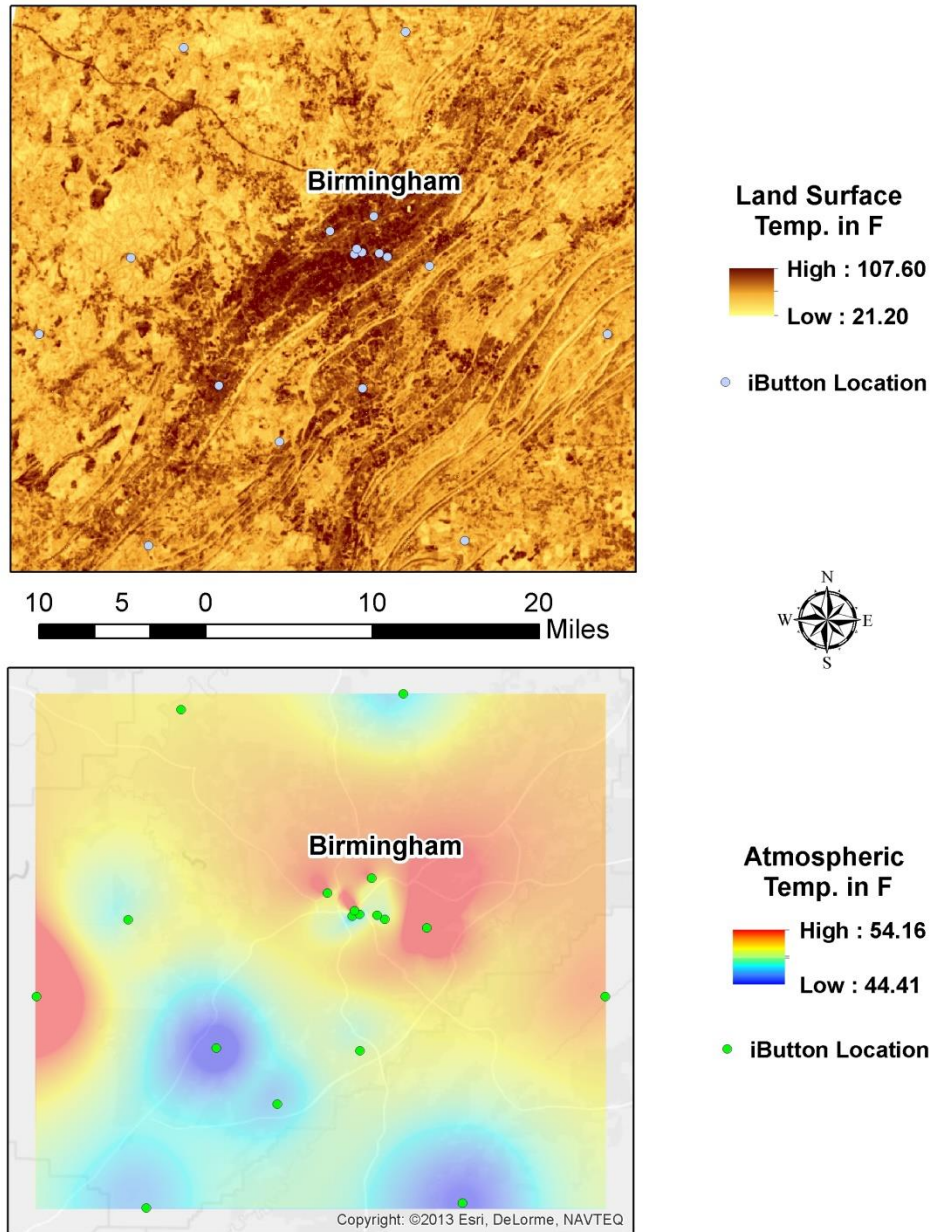 Birmingham
Land Surface
Temp. in F
High : 107.60
Low : 21.20
iButton Location
10 5 0 10 20
Miles
N
W E
S
Birmingham
Atmospheric
Temp. in F
High : 54.16
Low : 44.41
iButton Location
Copyright: ©2013 Esri, DeLorme, NAVTEQ